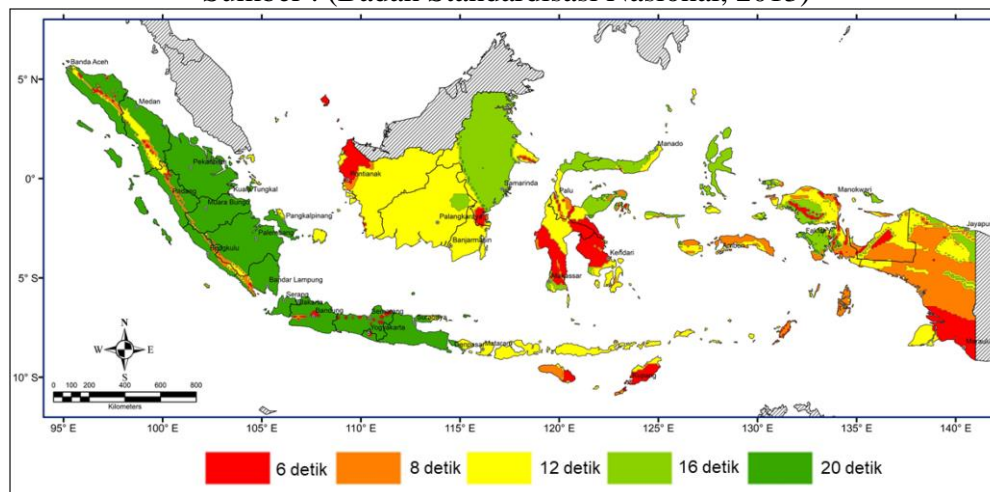 Sumber : (Badan Standardisasi Nasional, 2013)
5° N
0°
5° S
10° S
Banda Aceh
Medan
Pekanbaru
Padang
Kuala Tungkal
Muara Bungo
Pangkalpinang
Palembang
Bengkulu
Bandar Lampung
Serang
Jakarta
Bandung
Semarang
Yogyakarta
Surabaya
Denpasar
Mataram
Pontianak
Palangkaraya
Samarinda
Banjarmasin
Manado
Palu
Kendari
Makassar
Kupang
Ambon
Manokwari
Jayapu
Merauk
N
W
E
S
0 100 200 400 600 800
Kilometers
95° E
100° E
105° E
110° E
115° E
120° E
125° E
130° E
135° E
140° E
6 detik
8 detik
12 detik
16 detik
20 detik